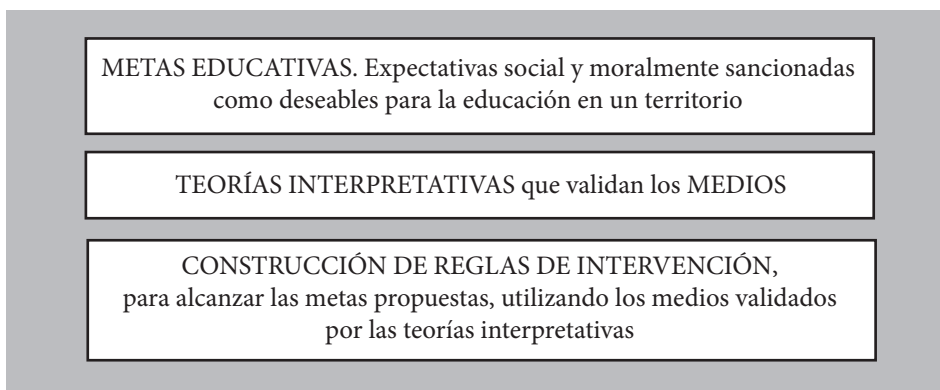 METAS EDUCATIVAS. Expectativas social y moralmente sancionadas
como deseables para la educación en un territorio
TEORÍAS INTERPRETATIVAS que validan los MEDIOS
CONSTRUCCIÓN DE REGLAS DE INTERVENCIÓN,
para alcanzar las metas propuestas, utilizando los medios validados
por las teorías interpretativas